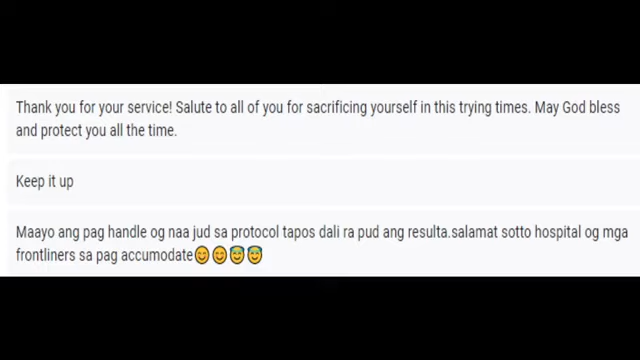 Thank you for your service! Salute to all of you for sacrificing yourself in this trying times. May God bless
and protect you all the time.
Keep it up
Maayo ang pag handle og naa jud sa protocol tapos dali ra pud ang resulta.salamat sotto hospital og mga
frontliners sa pag accumodate😊😊😇😇